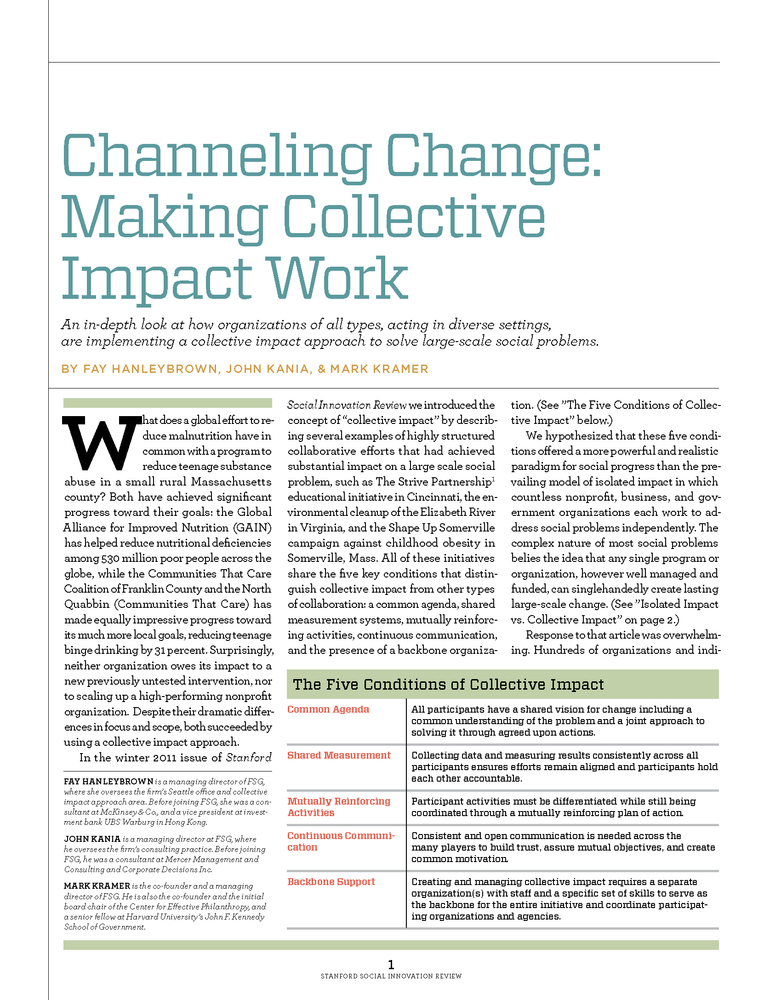 Channeling Change:
Making Collective
Impact Work
An in-depth look at how organizations of all types, acting in diverse settings,
are implementing a collective impact approach to solve large-scale social problems.
BY FAY HANLEYBROWN, JOHN KANIA, & MARK KRAMER
What does a global effort to re-
duce malnutrition have in
common with a program to
reduce teenage substance
abuse in a small rural Massachusetts
county? Both have achieved significant
progress toward their goals: the Global
Alliance for Improved Nutrition (GAIN)
has helped reduce nutritional deficiencies
among 530 million poor people across the
globe, while the Communities That Care
Coalition of Franklin County and the North
Quabbin (Communities That Care) has
made equally impressive progress toward
its much more local goals, reducing teenage
binge drinking by 31 percent. Surprisingly,
neither organization owes its impact to a
new previously untested intervention, nor
to scaling up a high-performing nonprofit
organization. Despite their dramatic differ-
ences in focus and scope, both succeeded by
using a collective impact approach.
In the winter 2011 issue of Stanford
FAY HANLEYBROWN is a managing director of FSG,
where she oversees the firm's Seattle office and collective
impact approach area. Before joining FSG, she was a con-
sultant at McKinsey & Co., and a vice president at invest-
ment bank UBS Warburg in Hong Kong.
JOHN KANIA is a managing director at FSG, where
he oversees the firm's consulting practice. Before joining
FSG, he was a consultant at Mercer Management and
Consulting and Corporate Decisions Inc.
MARK KRAMER is the co-founder and a managing
director of FSG. He is also the co-founder and the initial
board chair of the Center for Effective Philanthropy, and
a senior fellow at Harvard University's John F. Kennedy
School of Government.
Social Innovation Review we introduced the
concept of “collective impact” by describ-
ing several examples of highly structured
collaborative efforts that had achieved
substantial impact on a large scale social
problem, such as The Strive Partnership¹
educational initiative in Cincinnati, the en-
vironmental cleanup of the Elizabeth River
in Virginia, and the Shape Up Somerville
campaign against childhood obesity in
Somerville, Mass. All of these initiatives
share the five key conditions that distin-
guish collective impact from other types
of collaboration: a common agenda, shared
measurement systems, mutually reinforc-
ing activities, continuous communication,
and the presence of a backbone organiza-
tion. (See ”The Five Conditions of Collec-
tive Impact” below.)
We hypothesized that these five condi-
tions offered a more powerful and realistic
paradigm for social progress than the pre-
vailing model of isolated impact in which
countless nonprofit, business, and gov-
ernment organizations each work to ad-
dress social problems independently. The
complex nature of most social problems
belies the idea that any single program or
organization, however well managed and
funded, can singlehandedly create lasting
large-scale change. (See ”Isolated Impact
vs. Collective Impact” on page 2.)
Response to that article was overwhelm-
ing. Hundreds of organizations and indi-
The Five Conditions of Collective Impact
Common Agenda
All participants have a shared vision for change including a
common understanding of the problem and a joint approach to
solving it through agreed upon actions.
Shared Measurement
Collecting data and measuring results consistently across all
participants ensures efforts remain aligned and participants hold
each other accountable.
Mutually Reinforcing
Activities
Participant activities must be differentiated while still being
coordinated through a mutually reinforcing plan of action.
Continuous Communi-
cation
Consistent and open communication is needed across the
many players to build trust, assure mutual objectives, and create
common motivation.
Backbone Support
Creating and managing collective impact requires a separate
organization(s) with staff and a specific set of skills to serve as
the backbone for the entire initiative and coordinate participat-
ing organizations and agencies.
1
STANFORD SOCIAL INNOVATION REVIEW